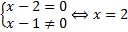 x − 2 = 0
x − 1 ≠ 0 ⇔ x = 2